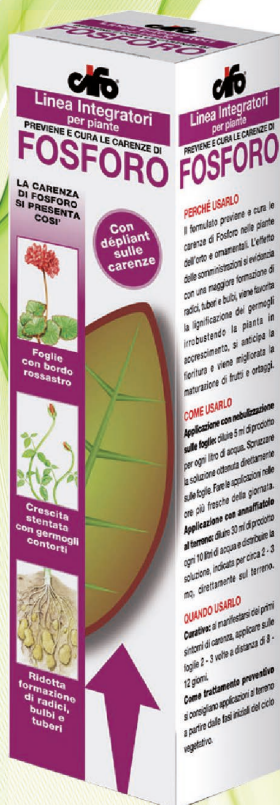 cifo
Linea Integratori
per piante
PREVIENE E CURA LE CARENZE DI
FOSFORO
LA CARENZA
DI FOSFORO
SI PRESENTA
COSI'
Con
dépliant
sulle
carenze
Foglie
con bordo
rossastro
Crescita
stentata
con germogli
contorti
Ridotta
formazione
di radici,
bulbi e
tuberi
cifo
Linea Integratori
per piante
PREVIENE E CURA LE CARENZE DI
FOSFORO
PERCHÉ USARLO
Il formulato previene e cura le
carenze di Fosforo nelle piante
dell'orto e ornamentali. L'effetto
delle somministrazioni si evidenzia
con una maggiore formazione di
radici, tuberi e bulbi, viene favorita
la lignificazione dei germogli
irrobustendo la pianta in
accrescimento, si anticipa la
fioritura e viene migliorata la
maturazione di frutti e ortaggi.
COME USARLO
Applicazione con nebulizzazione
sulle foglie: diluire 5 ml di prodotto
per ogni litro di acqua. Spruzzare
la soluzione ottenuta direttamente
sulle foglie. Fare le applicazioni nelle
ore più fresche della giornata.
Applicazione con annaffiatoio
al terreno: diluire 30 ml di prodotto
ogni 10 litri di acqua e distribuire la
soluzione, indicata per circa 2 - 3
mq, direttamente sul terreno.
QUANDO USARLO
Curativo: al manifestarsi dei primi
sintomi di carenza, applicare sulle
foglie 2 - 3 volte a distanza di 8 -
12 giorni.
Come trattamento preventivo
si consigliano applicazioni al terreno
a partire dalle fasi iniziali del ciclo
vegetativo.